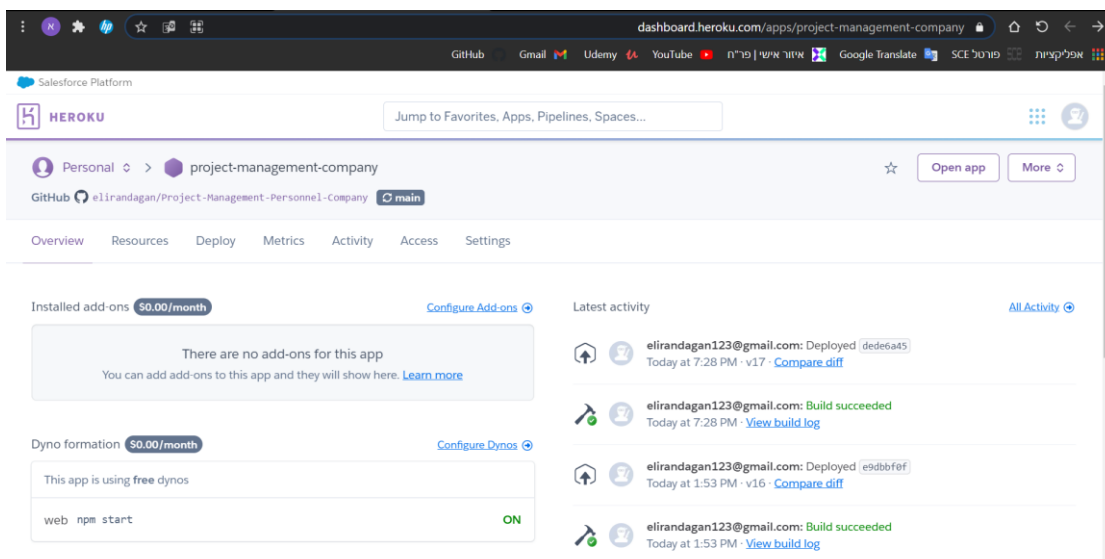 dashboard.heroku.com/apps/project-management-company
GitHub Gmail Udemy YouTube איזור אישי | פר"ח Google Translate פורטל SCE אפליקציות
Salesforce Platform
HEROKU
Jump to Favorites, Apps, Pipelines, Spaces...
Personal > project-management-company
Open app
More
GitHub elirandagan/Project-Management-Personnel-Company main
Overview Resources Deploy Metrics Activity Access Settings
Installed add-ons $0.00/month
Configure Add-ons
There are no add-ons for this app
You can add add-ons to this app and they will show here. Learn more
Dyno formation $0.00/month
Configure Dynos
This app is using free dynos
web npm start
ON
Latest activity
All Activity
elirandagan123@gmail.com: Deployed dede6a45
Today at 7:28 PM · v17 · Compare diff
elirandagan123@gmail.com: Build succeeded
Today at 7:28 PM · View build log
elirandagan123@gmail.com: Deployed e9dbbf0f
Today at 1:53 PM · v16 · Compare diff
elirandagan123@gmail.com: Build succeeded
Today at 1:53 PM · View build log